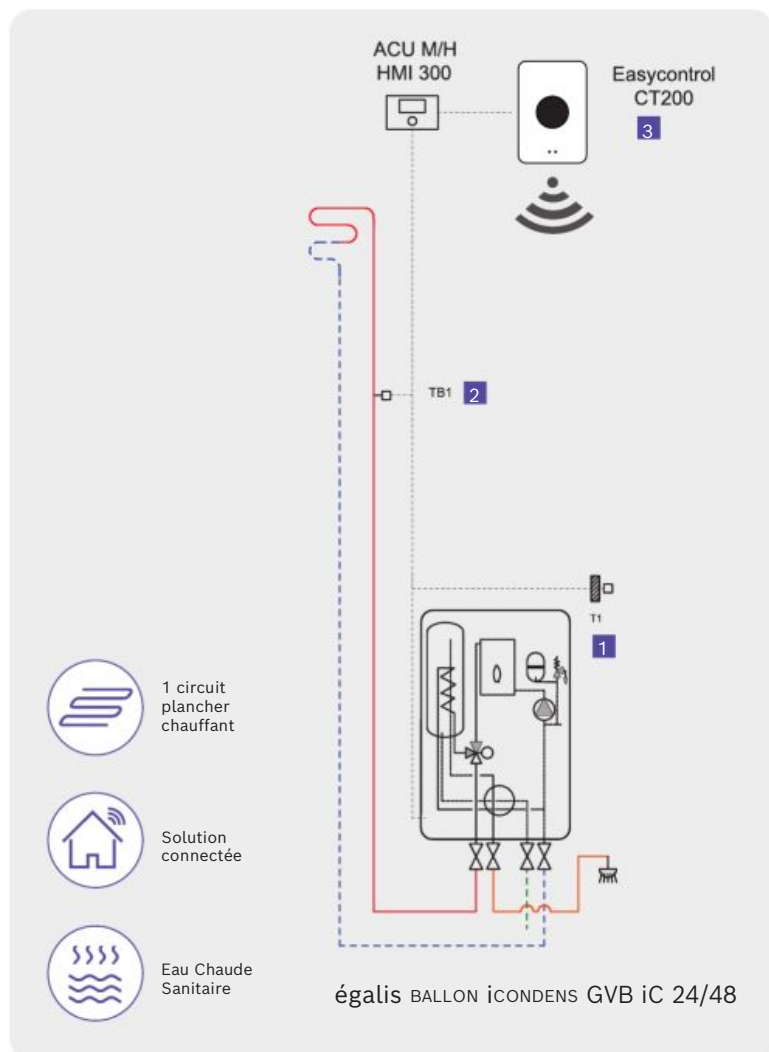 ACU M/H
HMI 300
Easycontrol
CT200
3
TB1
2
T1
1
1 circuit
plancher
chauffant
Solution
connectée
Eau Chaude
Sanitaire
égalis BALLON iCONDENS GVB iC 24/48